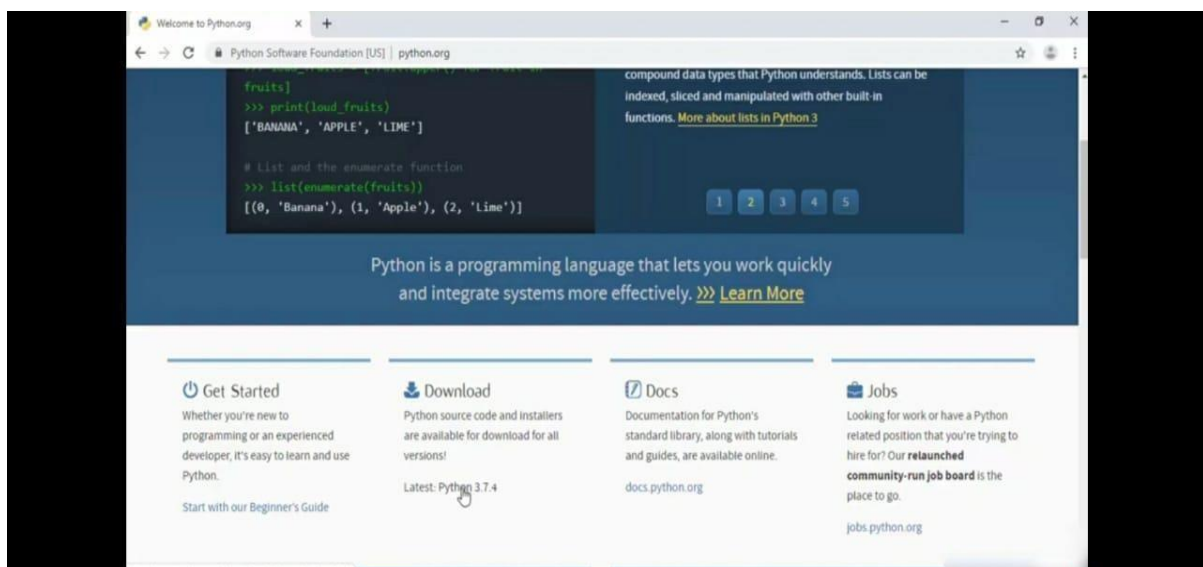 Welcome to Python.org
Python Software Foundation [US] | python.org
fruits]
>>> print(loud_fruits)
['BANANA', 'APPLE', 'LIME']
# List and the enumerate function
>>> list(enumerate(fruits))
[(0, 'Banana'), (1, 'Apple'), (2, 'Lime')]
compound data types that Python understands. Lists can be
indexed, sliced and manipulated with other built-in
functions. More about lists in Python 3
1 2 3 4 5
Python is a programming language that lets you work quickly
and integrate systems more effectively. >>> Learn More
Get Started
Whether you're new to
programming or an experienced
developer, it's easy to learn and use
Python.
Start with our Beginner's Guide
Download
Python source code and installers
are available for download for all
versions!
Latest: Python 3.7.4
Docs
Documentation for Python's
standard library, along with tutorials
and guides, are available online.
docs.python.org
Jobs
Looking for work or have a Python
related position that you're trying to
hire for? Our relaunched
community-run job board is the
place to go.
jobs.python.org